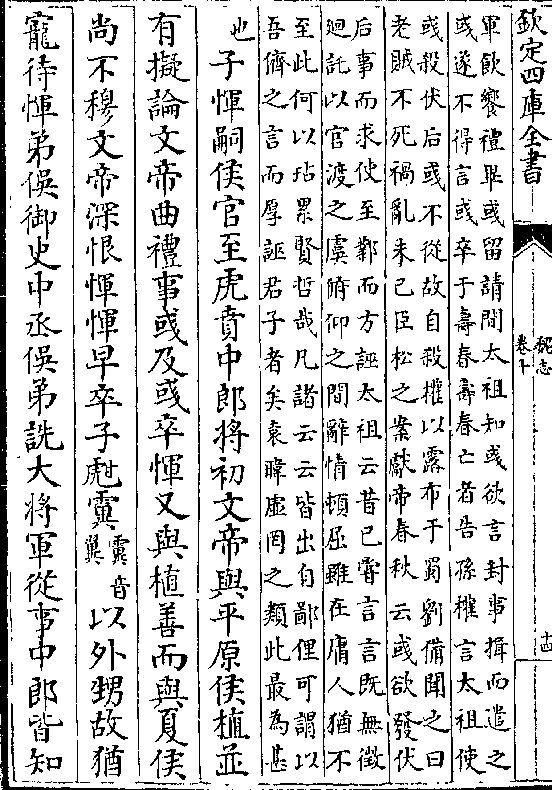 欽定四庫全書
魏志
卷十
十四
軍飲饗禮畢彧留請間太祖知彧欲言封事揖而遣之
彧遂不得言彧卒于壽春壽春亡者告孫權言太祖使
彧殺伏后彧不從故自殺權以露布于蜀劉備聞之曰
老賊不死禍亂未已臣松之案獻帝春秋云彧欲發伏
后事而求使至鄴而方誣太祖云昔已嘗言言既無徵
廻託以官渡之虞俯仰之間辭情頓屈雖在庸人猶不
至此何以玷累賢哲哉凡諸云云皆出自鄙俚可謂以
吾儕之言而厚誣君子者矣袁暐虛罔之類此最為甚
也子惲嗣侯官至虎賁中郎將初文帝與平原侯植並
有擬論文帝曲禮事彧及彧卒惲又與植善而與夏侯
尚不穆文帝深恨惲惲早卒子甝霬霬音翼以外甥故猶
寵待惲弟俁御史中丞俁弟詵大將軍從事中郎皆知